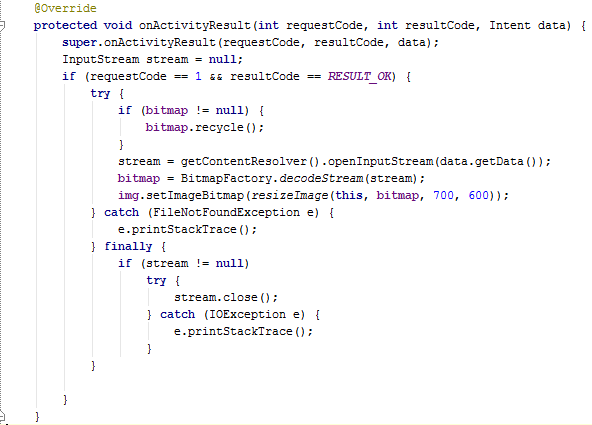 @Override
protected void onActivityResult(int requestCode, int resultCode, Intent data) {
    super.onActivityResult(requestCode, resultCode, data);
    InputStream stream = null;
    if (requestCode == 1 && resultCode == RESULT_OK) {
        try {
            if (bitmap != null) {
                bitmap.recycle();
            }
            stream = getContentResolver().openInputStream(data.getData());
            bitmap = BitmapFactory.decodeStream(stream);
            img.setImageBitmap(resizeImage(this, bitmap, 700, 600));
        } catch (FileNotFoundException e) {
            e.printStackTrace();
        } finally {
            if (stream != null)
                try {
                    stream.close();
                } catch (IOException e) {
                    e.printStackTrace();
                }
        }
    }
}